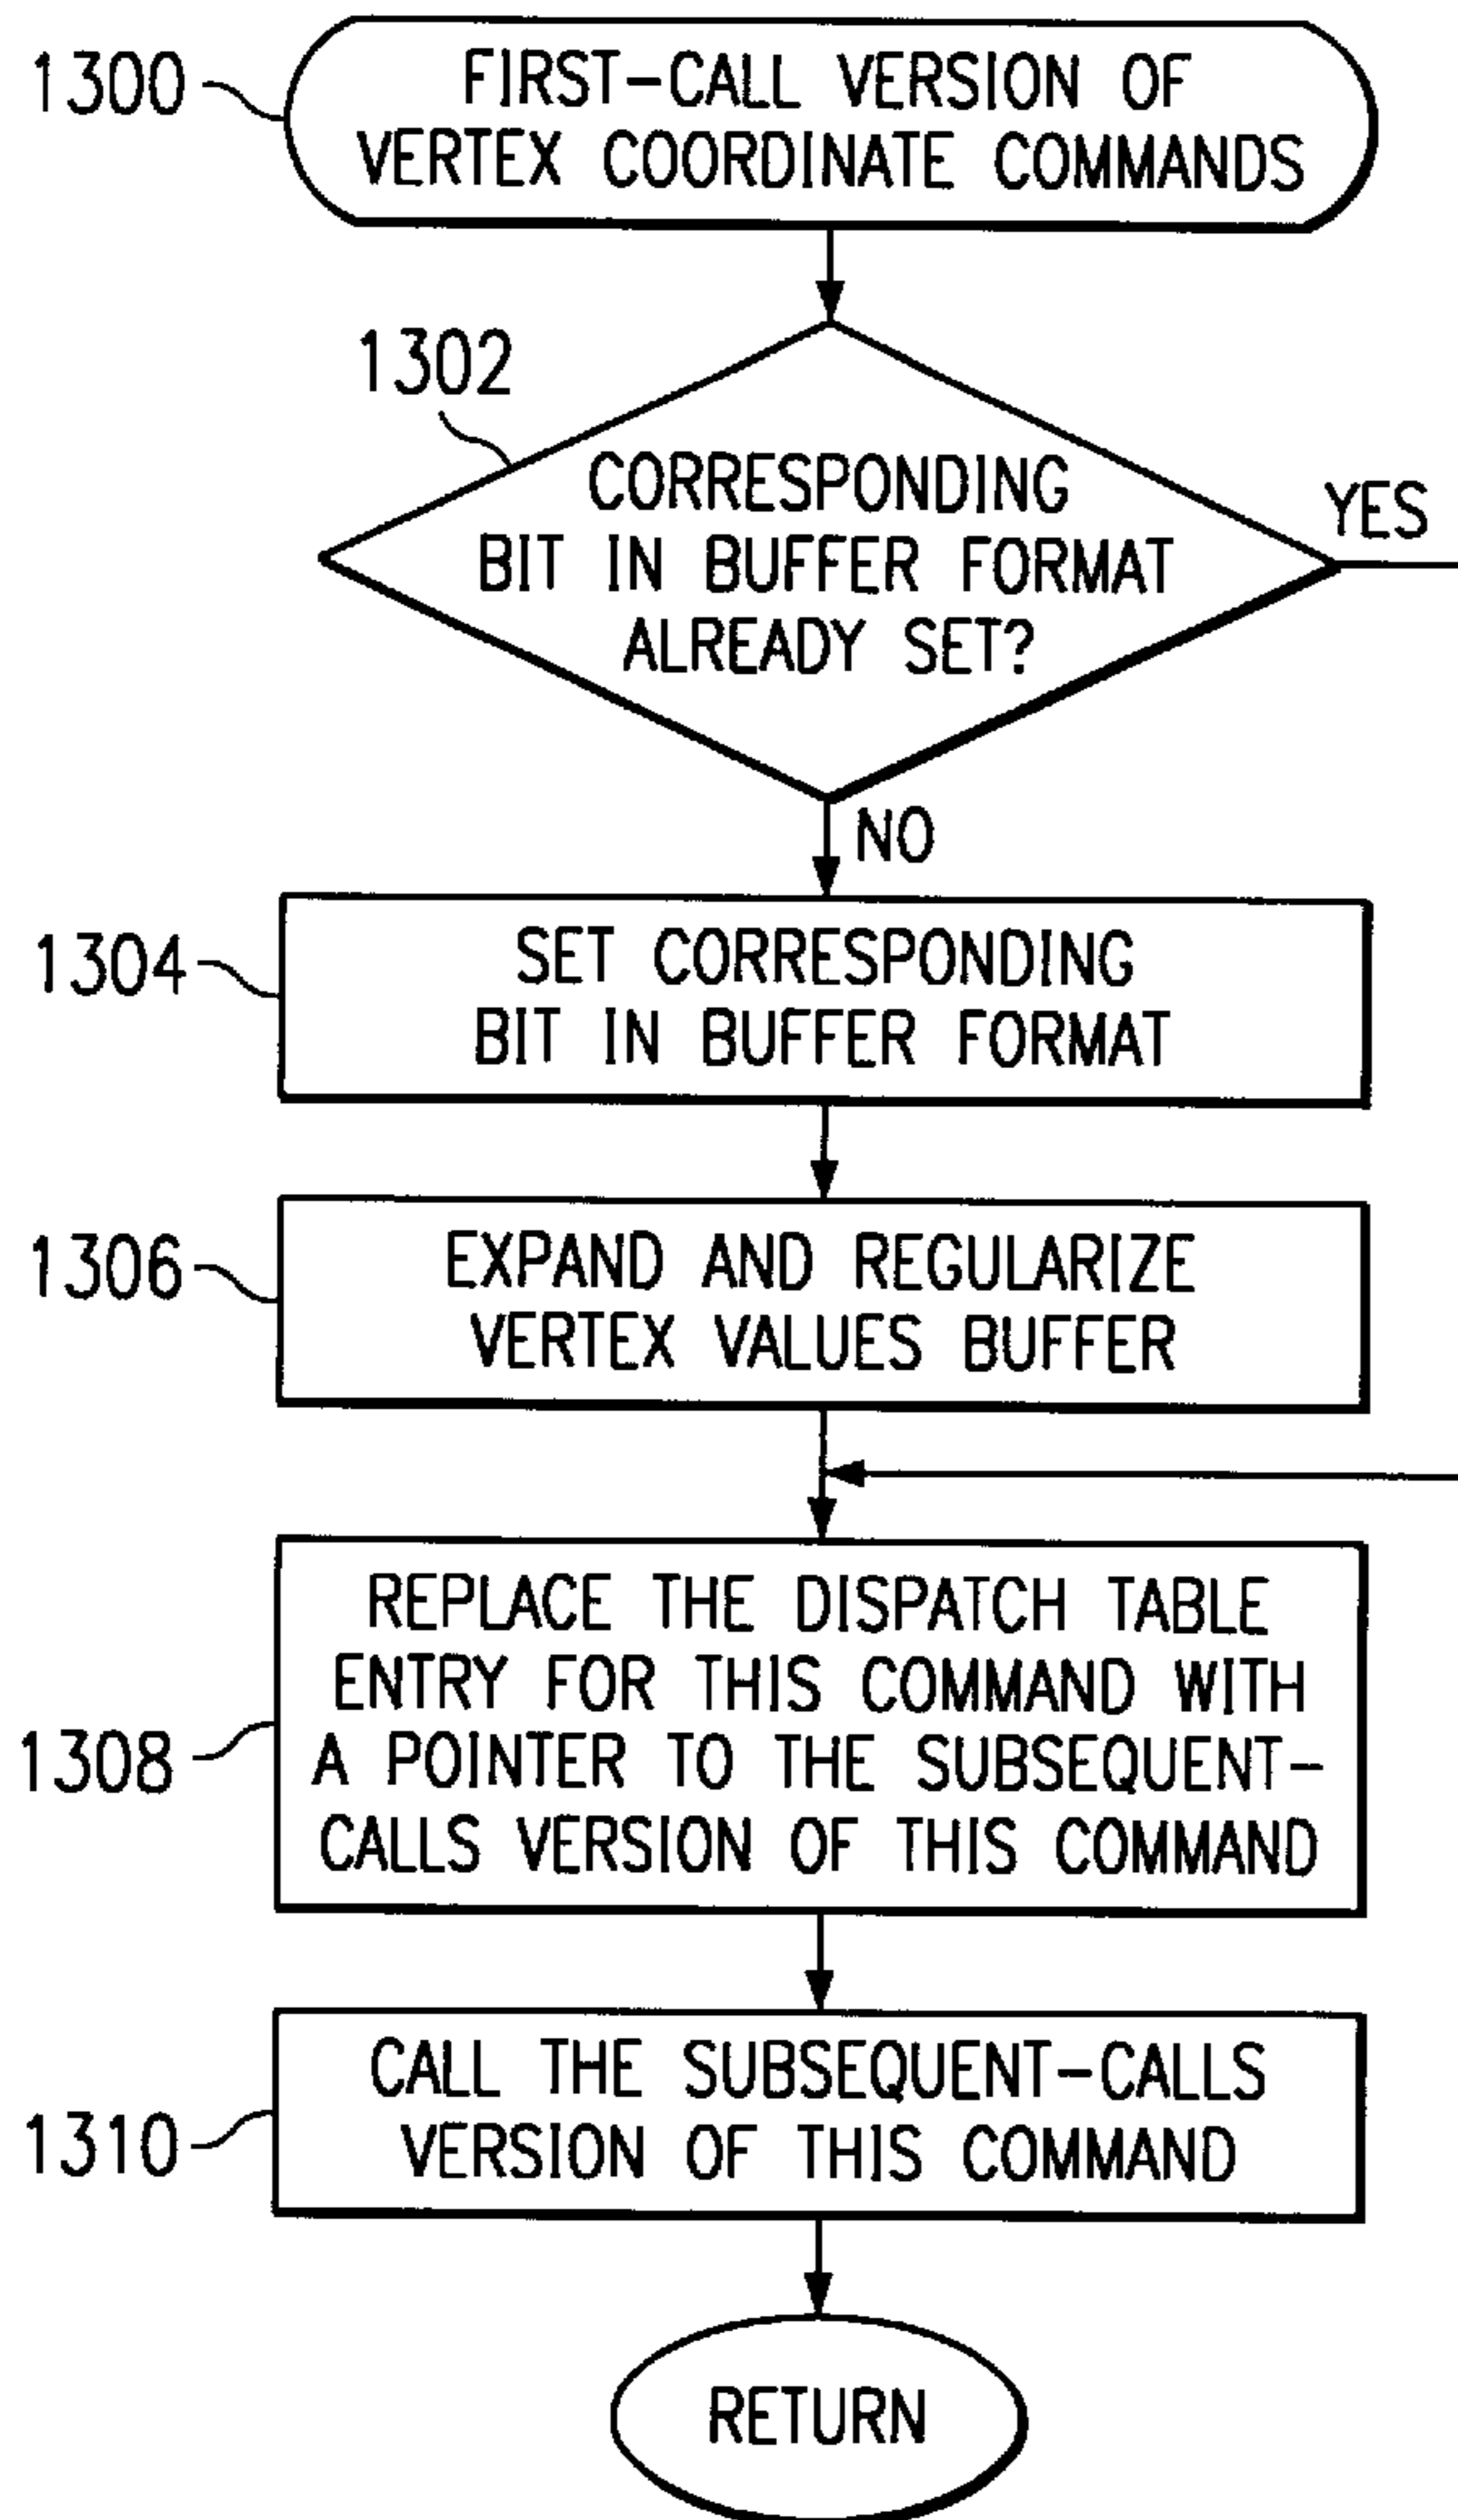 1300
FIRST-CALL VERSION OF
VERTEX COORDINATE COMMANDS
1302
CORRESPONDING
BIT IN BUFFER FORMAT
ALREADY SET?
YES
NO
1304
SET CORRESPONDING
BIT IN BUFFER FORMAT
1306
EXPAND AND REGULARIZE
VERTEX VALUES BUFFER
1308
REPLACE THE DISPATCH TABLE
ENTRY FOR THIS COMMAND WITH
A POINTER TO THE SUBSEQUENT-
CALLS VERSION OF THIS COMMAND
1310
CALL THE SUBSEQUENT-CALLS
VERSION OF THIS COMMAND
RETURN